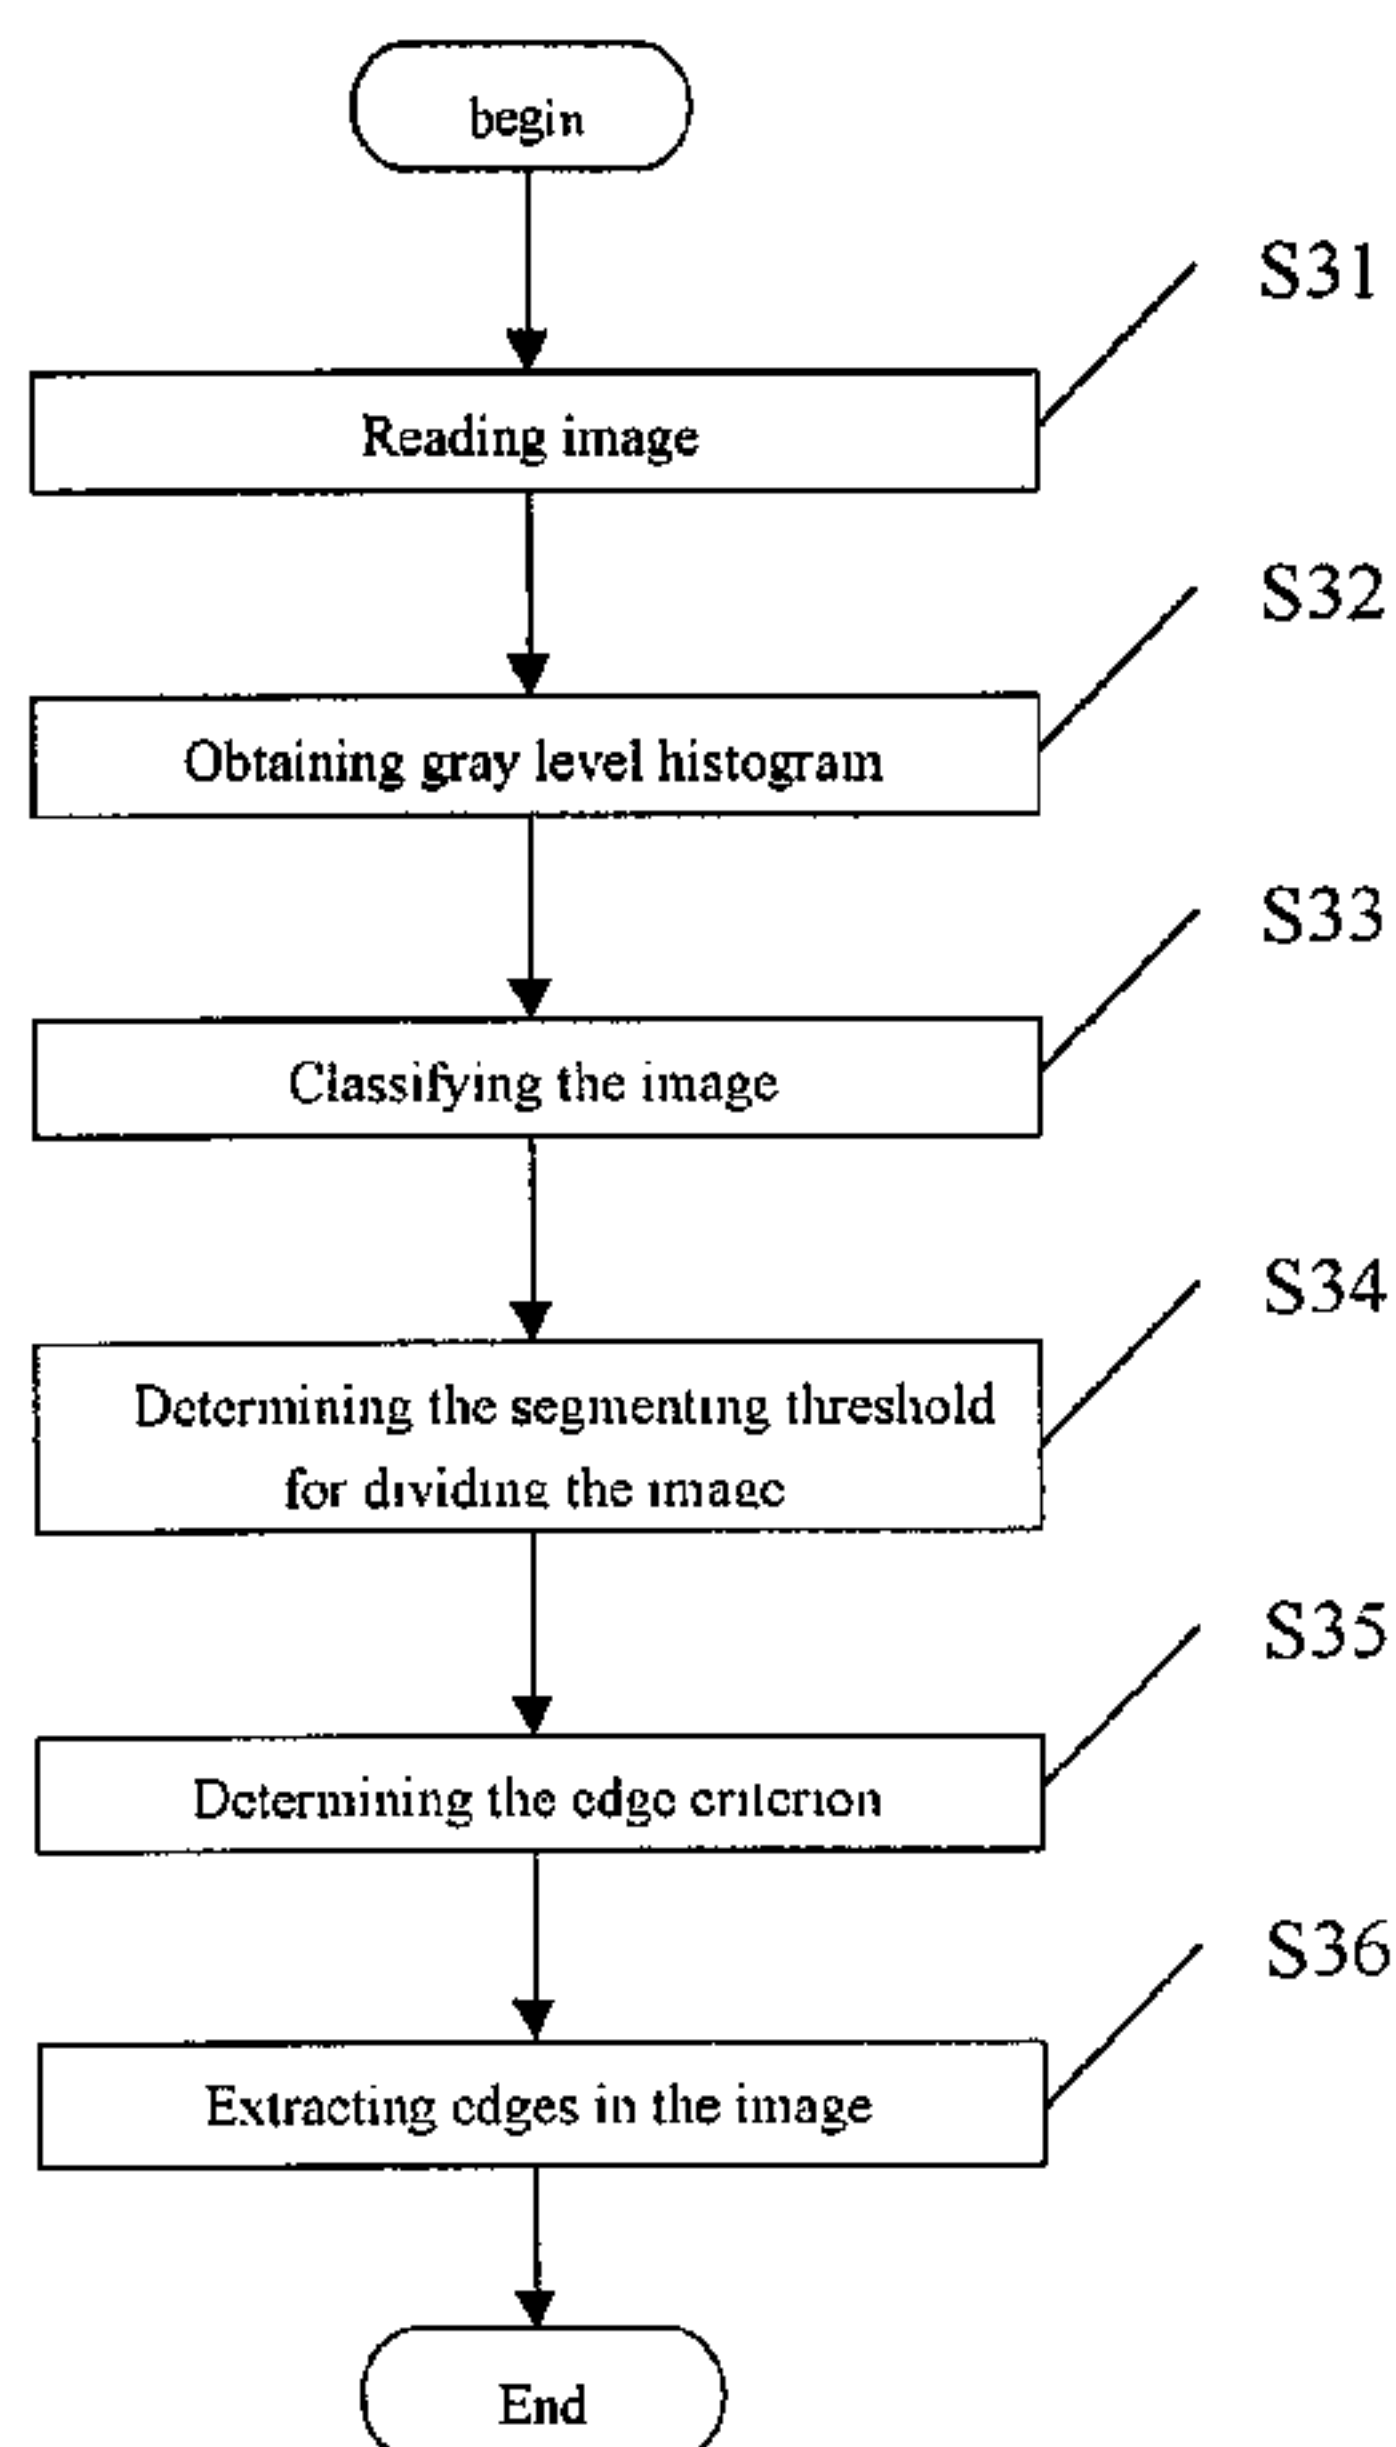 begin
S31
Reading image
S32
Obtaining gray level histogram
S33
Classifying the image
S34
Determining the segmenting threshold
for dividing the image
S35
Determining the edge criterion
S36
Extracting edges in the image
End